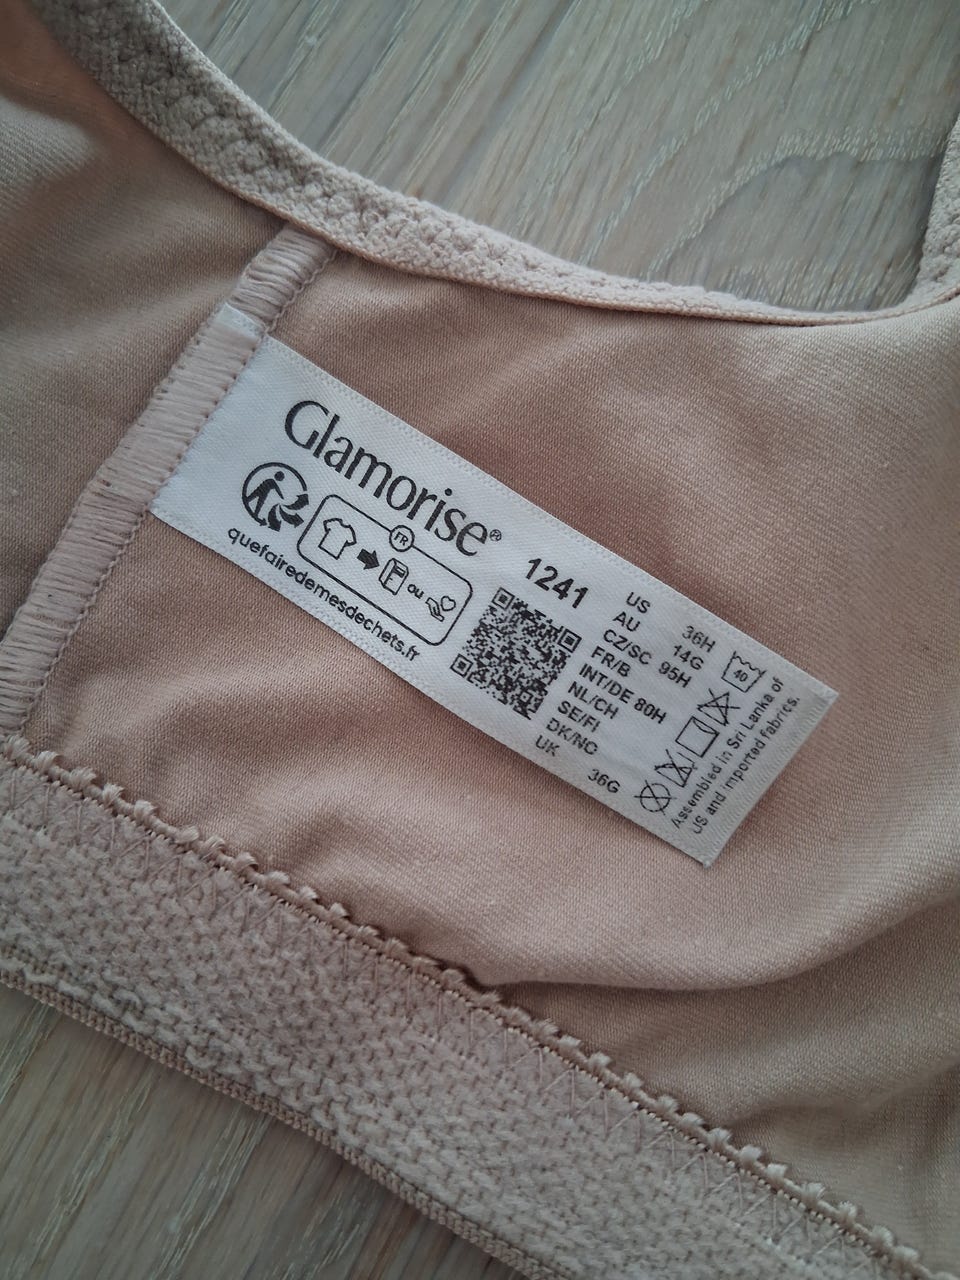 Glamorise®
FR
ou
quefairedemesdechets.fr
1241
US 36H
AU 14G
CZ/SC
FR/B 95H
INT/DE 80H
NL/CH
SE/FI
DK/NO
UK 36G
40
Assembled in Sri Lanka of
US and imported fabrics.